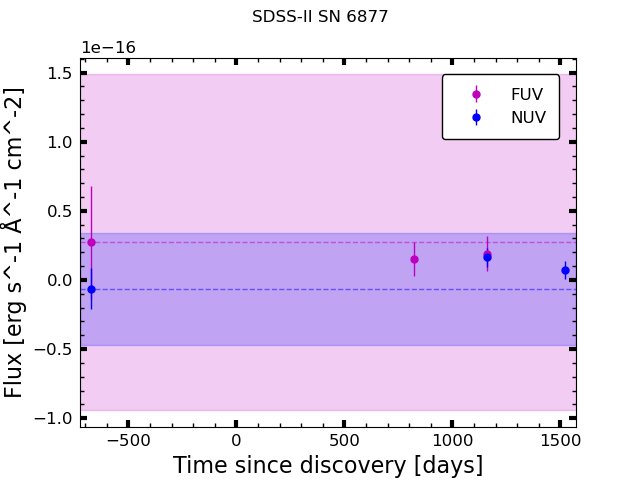 SDSS-II SN 6877
1e−16
1.5
1.0
0.5
0.0
−0.5
−1.0
Flux [erg s^-1 Å^-1 cm^-2]
FUV
NUV
−500 0 500 1000 1500
Time since discovery [days]